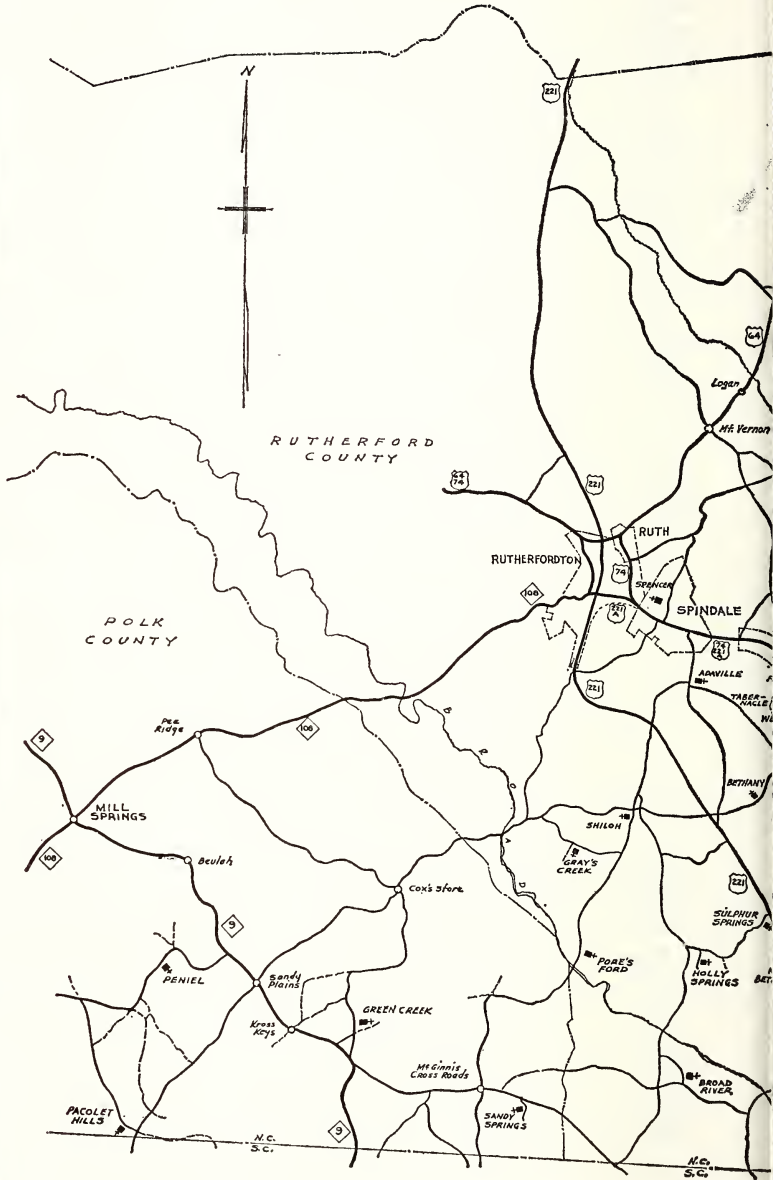 N
221
64
Logan
Mt. Vernon
RUTHERFORD
COUNTY
64
74
221
RUTH
RUTHERFORDTON
74
SPENCER
108
221
A
SPINDALE
74
221
POLK
COUNTY
ADAVILLE
221
TABER-
NACLE
Pea
Ridge
108
BROAD
9
BETHANY
MILL
SPRINGS
SHILOH
108
GRAY'S
CREEK
Beulah
Cox's Store
221
SULPHUR
SPRINGS
9
PORE'S
FORD
HOLLY
SPRINGS
BET.
PENIEL
Sandy
Plains
GREEN CREEK
Kross
Keys
McGinnis
Cross Roads
BROAD
RIVER
PACOLET
HILLS
SANDY
SPRINGS
9
N.C.
S.C.
N.C.
S.C.